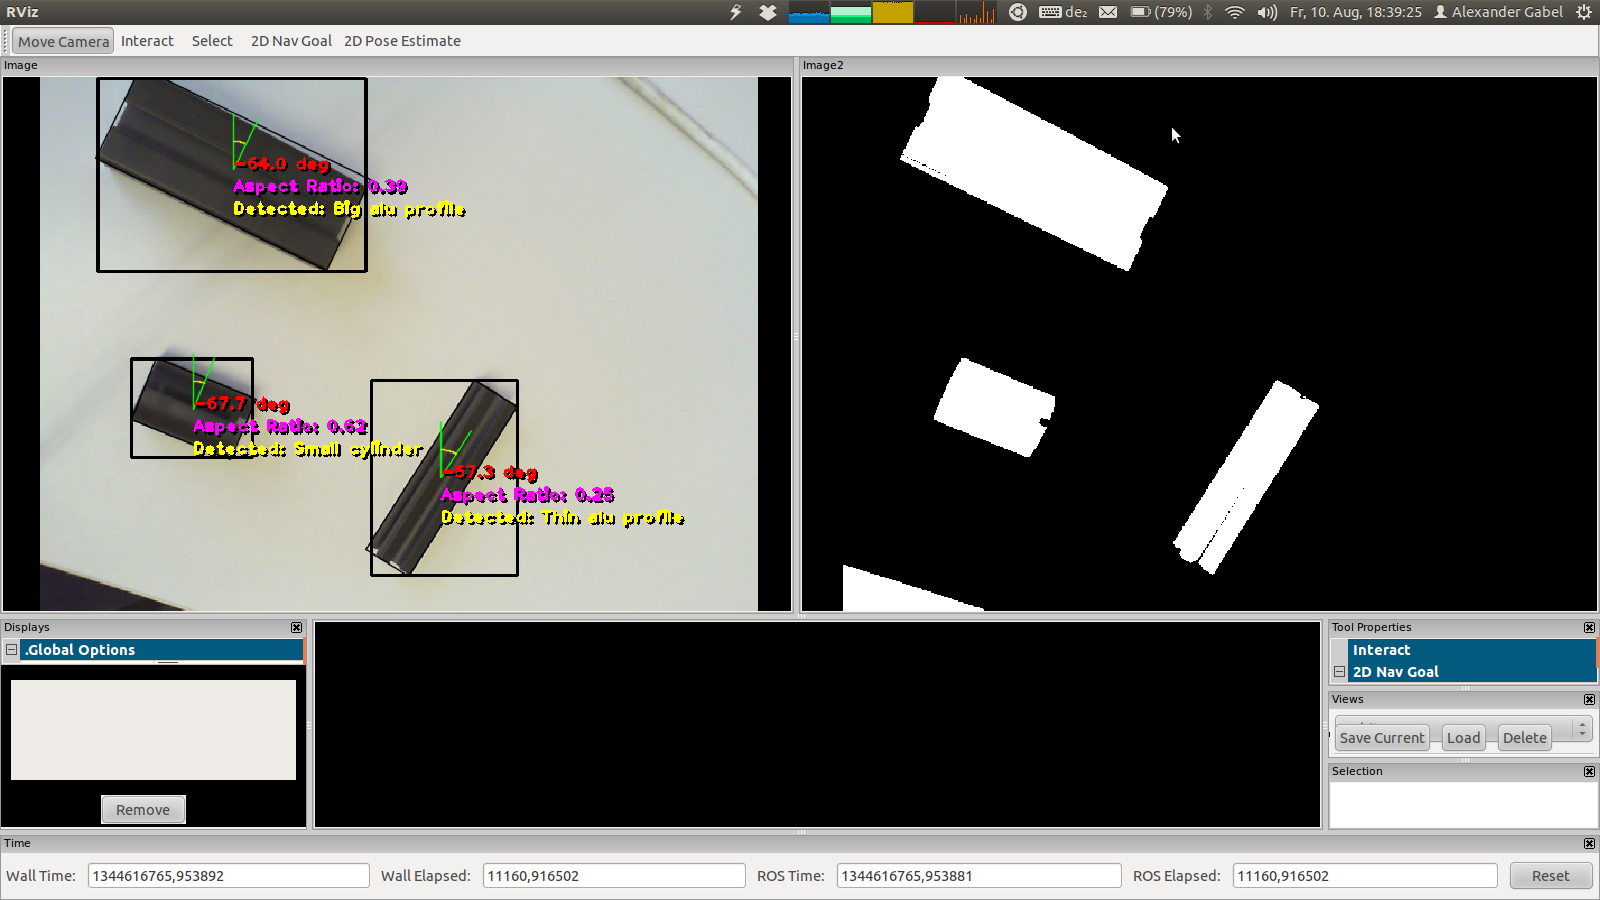 RViz
de₂
(79%)
Fr, 10. Aug, 18:39:25
Alexander Gabel
Move Camera
Interact
Select
2D Nav Goal
2D Pose Estimate
Image
Image2
-64.0 deg
Aspect Ratio: 0.39
Detected: Big alu profile
-67.7 deg
Aspect Ratio: 0.62
Detected: Small cylinder
-57.3 deg
Aspect Ratio: 0.25
Detected: Thin alu profile
Displays
.Global Options
Remove
Tool Properties
Interact
2D Nav Goal
Views
Save Current
Load
Delete
Selection
Time
Wall Time:
1344616765,953892
Wall Elapsed:
11160,916502
ROS Time:
1344616765,953881
ROS Elapsed:
11160,916502
Reset